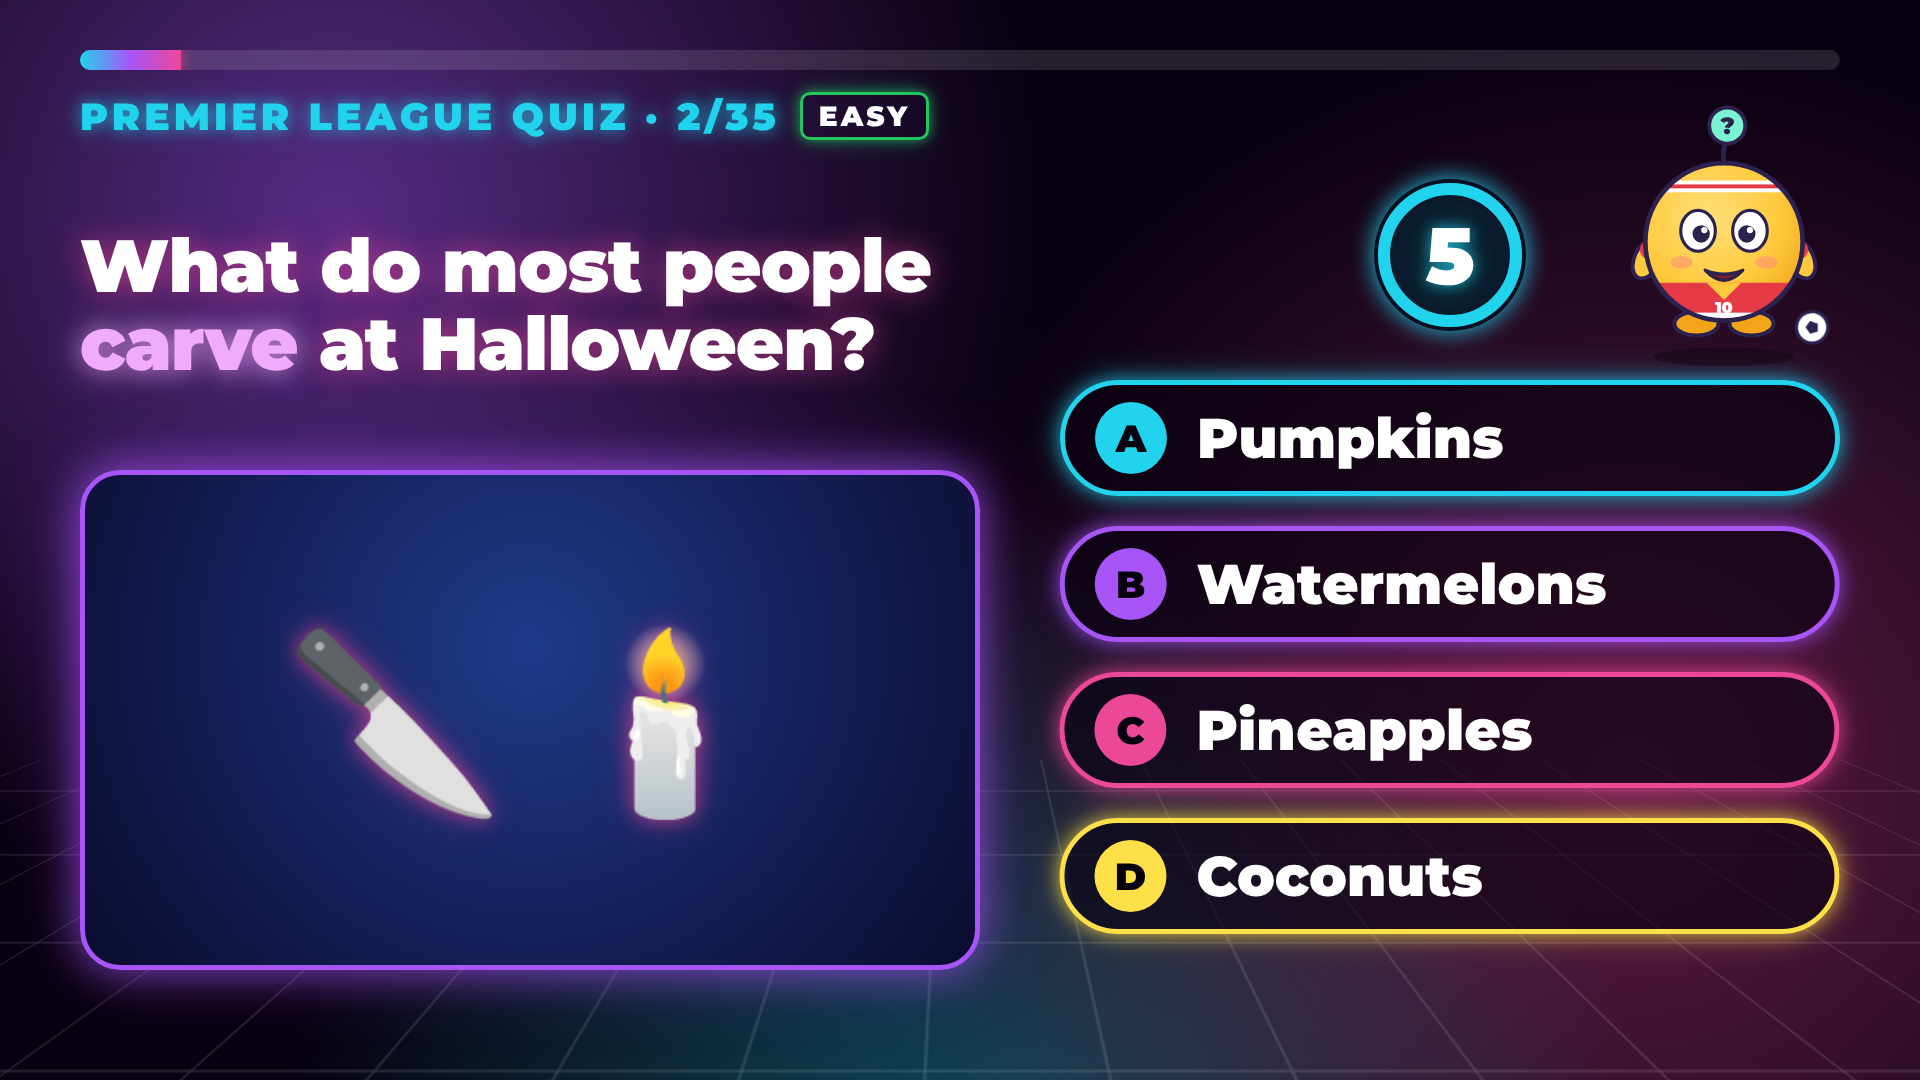 PREMIER LEAGUE QUIZ · 2/35 EASY
What do most people
carve at Halloween?
5
?
10
A Pumpkins
B Watermelons
C Pineapples
D Coconuts